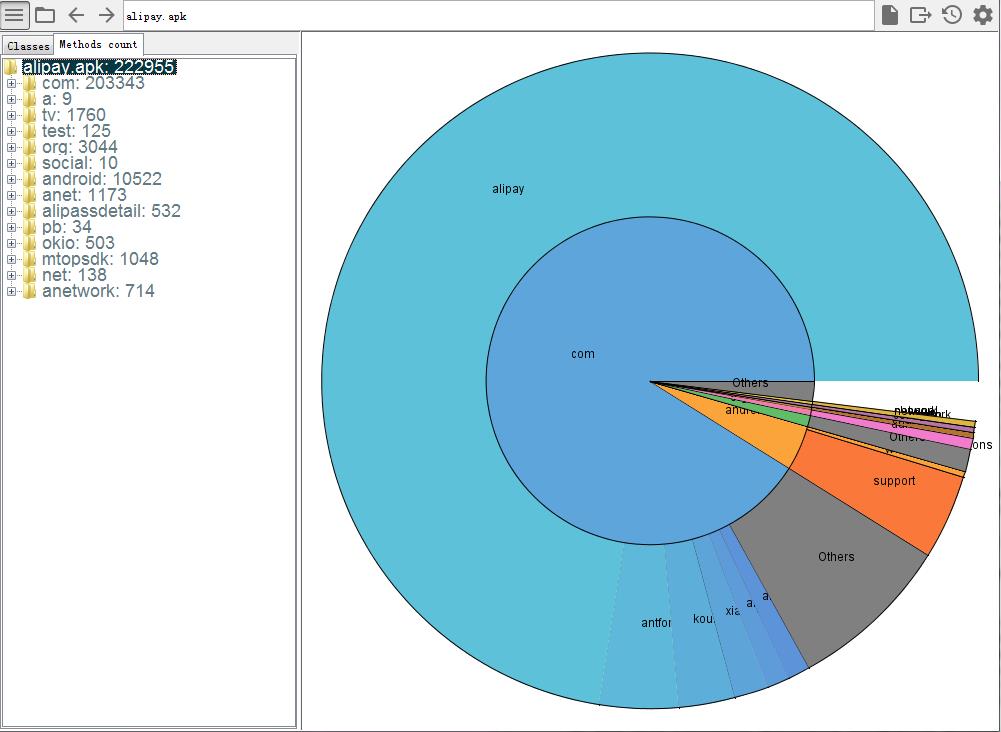 alipay.apk
Classes
Methods count
alipay.apk: 222955
com: 203343
a: 9
tv: 1760
test: 125
org: 3044
social: 10
android: 10522
anet: 1173
alipassdetail: 532
pb: 34
okio: 503
mtopsdk: 1048
net: 138
anetwork: 714
alipay
com
Others
support
Others
Others
ons
antfor
kou
xia
a.
a.